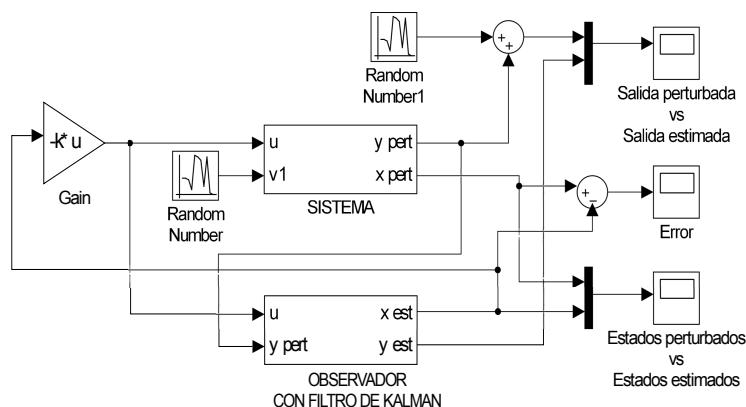 Random
Number1
+
+
Salida perturbada
vs
Salida estimada
-k* u
Gain
Random
Number
u
v1
y pert
x pert
SISTEMA
+
−
Error
u
y pert
x est
y est
OBSERVADOR
CON FILTRO DE KALMAN
Estados perturbados
vs
Estados estimados